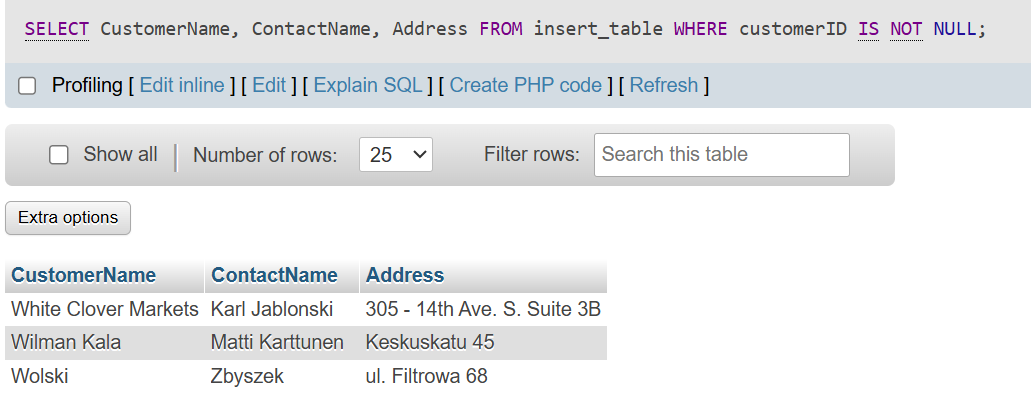 SELECT CustomerName, ContactName, Address FROM insert_table WHERE customerID IS NOT NULL;
Profiling [ Edit inline ] [ Edit ] [ Explain SQL ] [ Create PHP code ] [ Refresh ]
Show all | Number of rows: 25 Filter rows: Search this table
Extra options
CustomerName ContactName Address
White Clover Markets Karl Jablonski 305 - 14th Ave. S. Suite 3B
Wilman Kala Matti Karttunen Keskuskatu 45
Wolski Zbyszek ul. Filtrowa 68